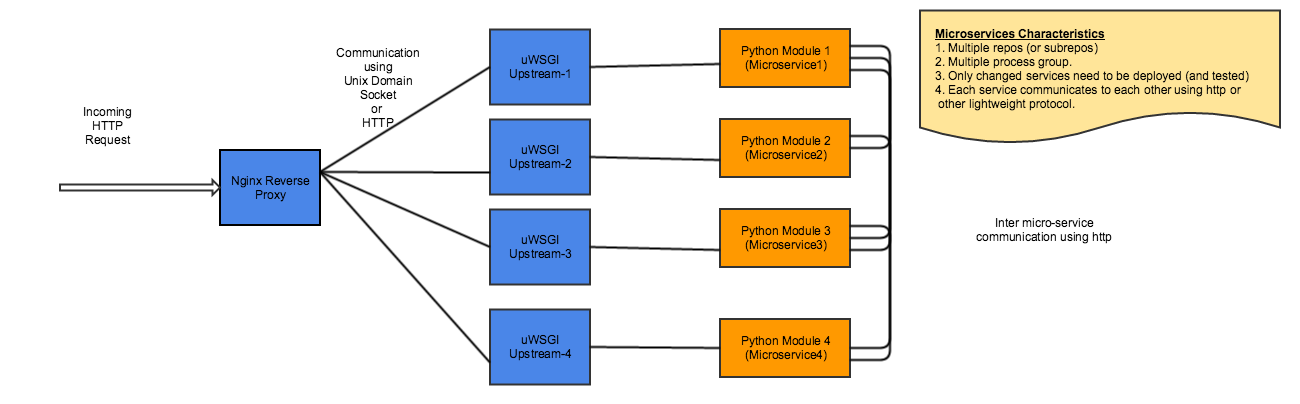 Incoming
HTTP
Request
Nginx Reverse
Proxy
Communication
using
Unix Domain
Socket
or
HTTP
uWSGI
Upstream-1
uWSGI
Upstream-2
uWSGI
Upstream-3
uWSGI
Upstream-4
Python Module 1
(Microservice1)
Python Module 2
(Microservice2)
Python Module 3
(Microservice3)
Python Module 4
(Microservice4)
Microservices Characteristics
1. Multiple repos (or subrepos)
2. Multiple process group.
3. Only changed services need to be deployed (and tested)
4. Each service communicates to each other using http or
other lightweight protocol.
Inter micro-service
communication using http